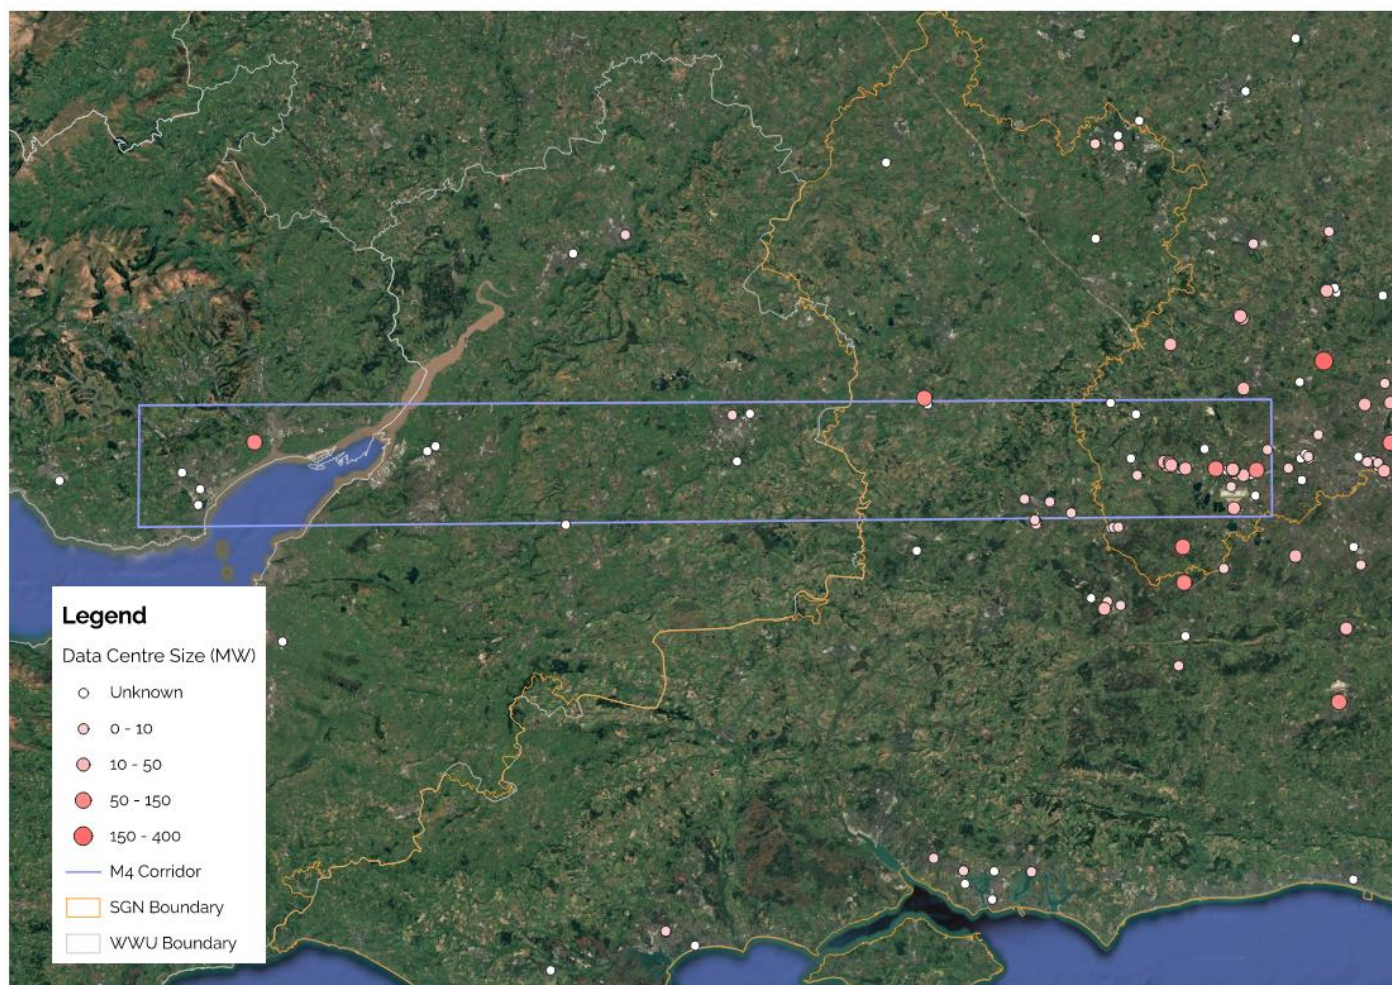 Legend
Data Centre Size (MW)
Unknown
0 - 10
10 - 50
50 - 150
150 - 400
M4 Corridor
SGN Boundary
WWU Boundary